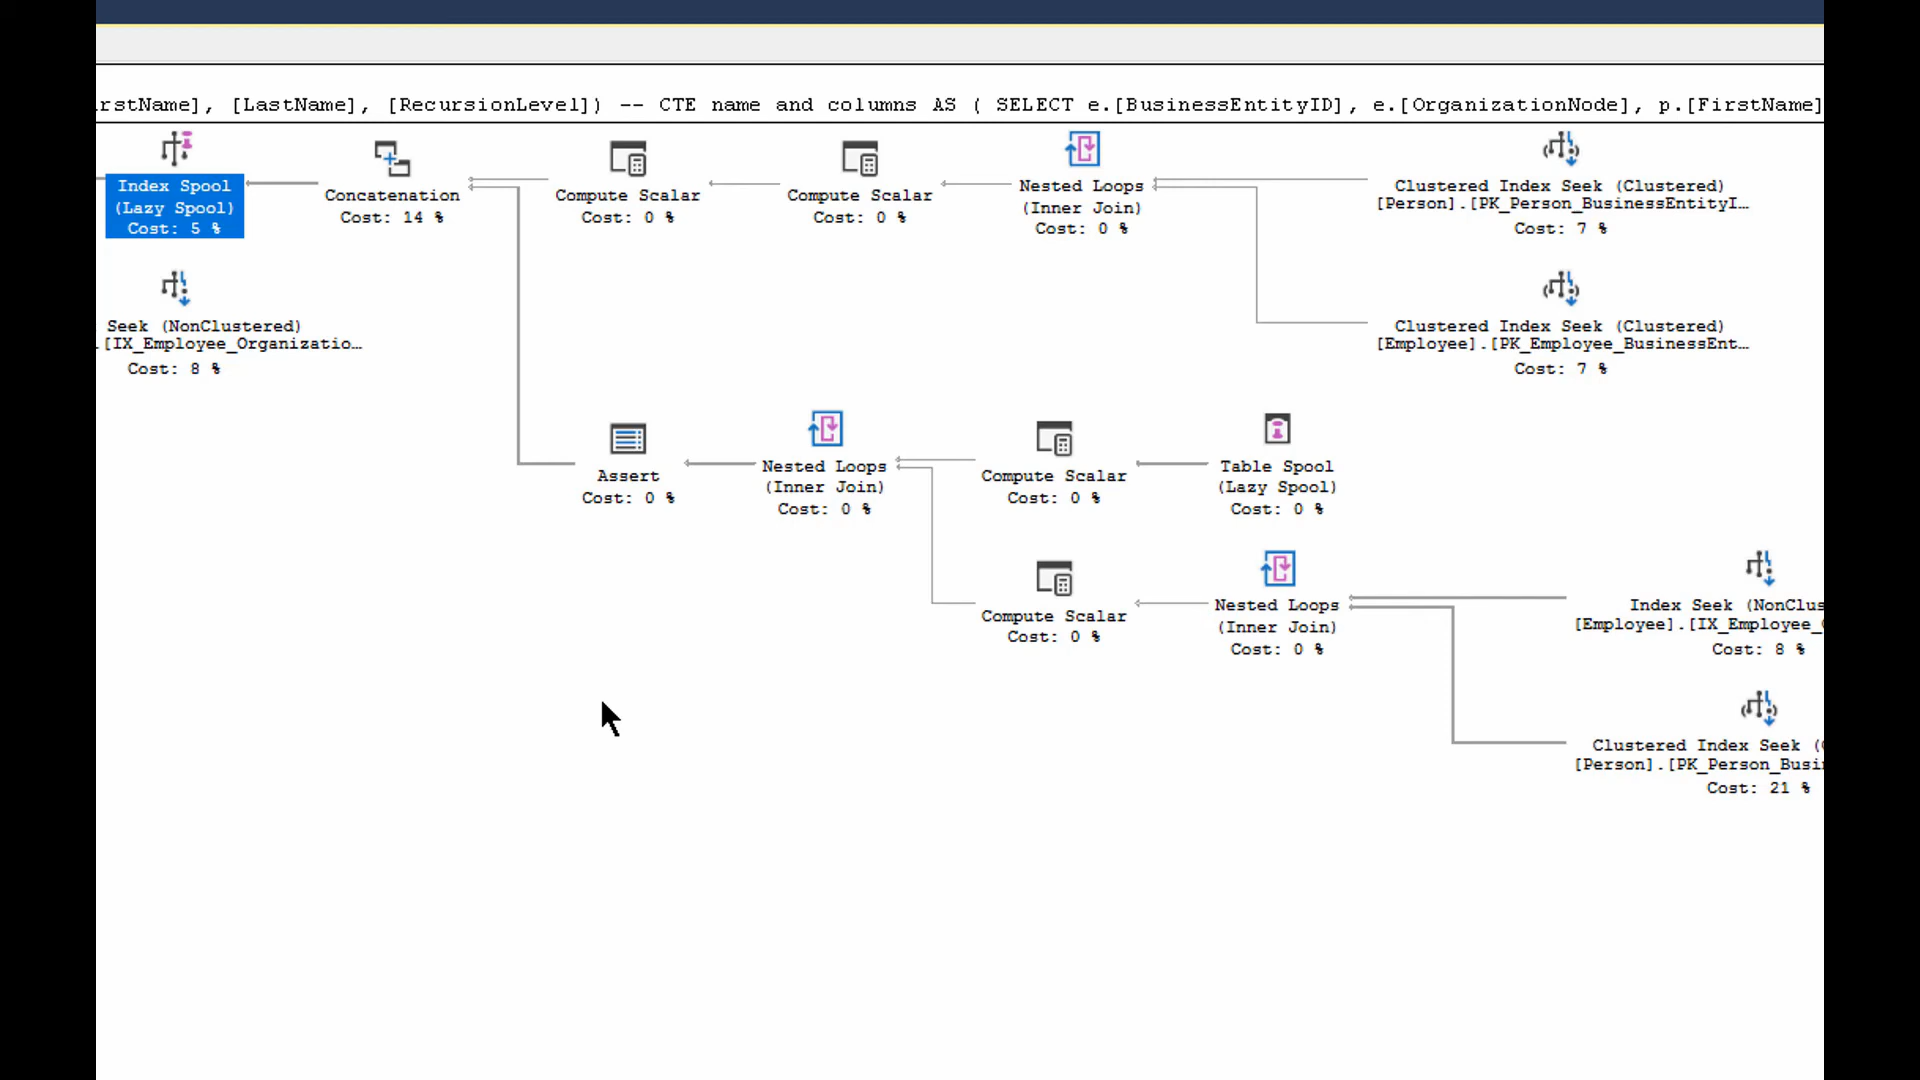 rstName], [LastName], [RecursionLevel]) -- CTE name and columns AS ( SELECT e.[BusinessEntityID], e.[OrganizationNode], p.[FirstName]
Index Spool
(Lazy Spool)
Cost: 5 %
Concatenation
Cost: 14 %
Compute Scalar
Cost: 0 %
Compute Scalar
Cost: 0 %
Nested Loops
(Inner Join)
Cost: 0 %
Clustered Index Seek (Clustered)
[Person].[PK_Person_BusinessEntityI…
Cost: 7 %
Seek (NonClustered)
.[IX_Employee_Organizatio…
Cost: 8 %
Clustered Index Seek (Clustered)
[Employee].[PK_Employee_BusinessEnt…
Cost: 7 %
Assert
Cost: 0 %
Nested Loops
(Inner Join)
Cost: 0 %
Compute Scalar
Cost: 0 %
Table Spool
(Lazy Spool)
Cost: 0 %
Compute Scalar
Cost: 0 %
Nested Loops
(Inner Join)
Cost: 0 %
Index Seek (NonClus
[Employee].[IX_Employee_
Cost: 8 %
Clustered Index Seek (
[Person].[PK_Person_Busi
Cost: 21 %